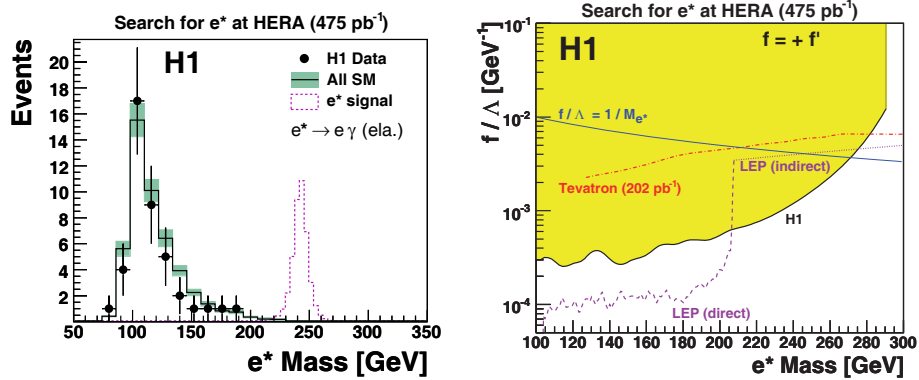 Search for e* at HERA (475 pb⁻¹)
H1
H1 Data
All SM
e* signal
e* → e γ (ela.)
Events
20
18
16
14
12
10
8
6
4
2
50 100 150 200 250 300 350
e* Mass [GeV]
Search for e* at HERA (475 pb⁻¹)
H1
f = + f'
f / Λ [GeV⁻¹]
10⁻¹
10⁻²
10⁻³
10⁻⁴
f / Λ = 1 / Mₑ*
LEP (indirect)
Tevatron (202 pb⁻¹)
H1
LEP (direct)
100 120 140 160 180 200 220 240 260 280 300
e* Mass [GeV]